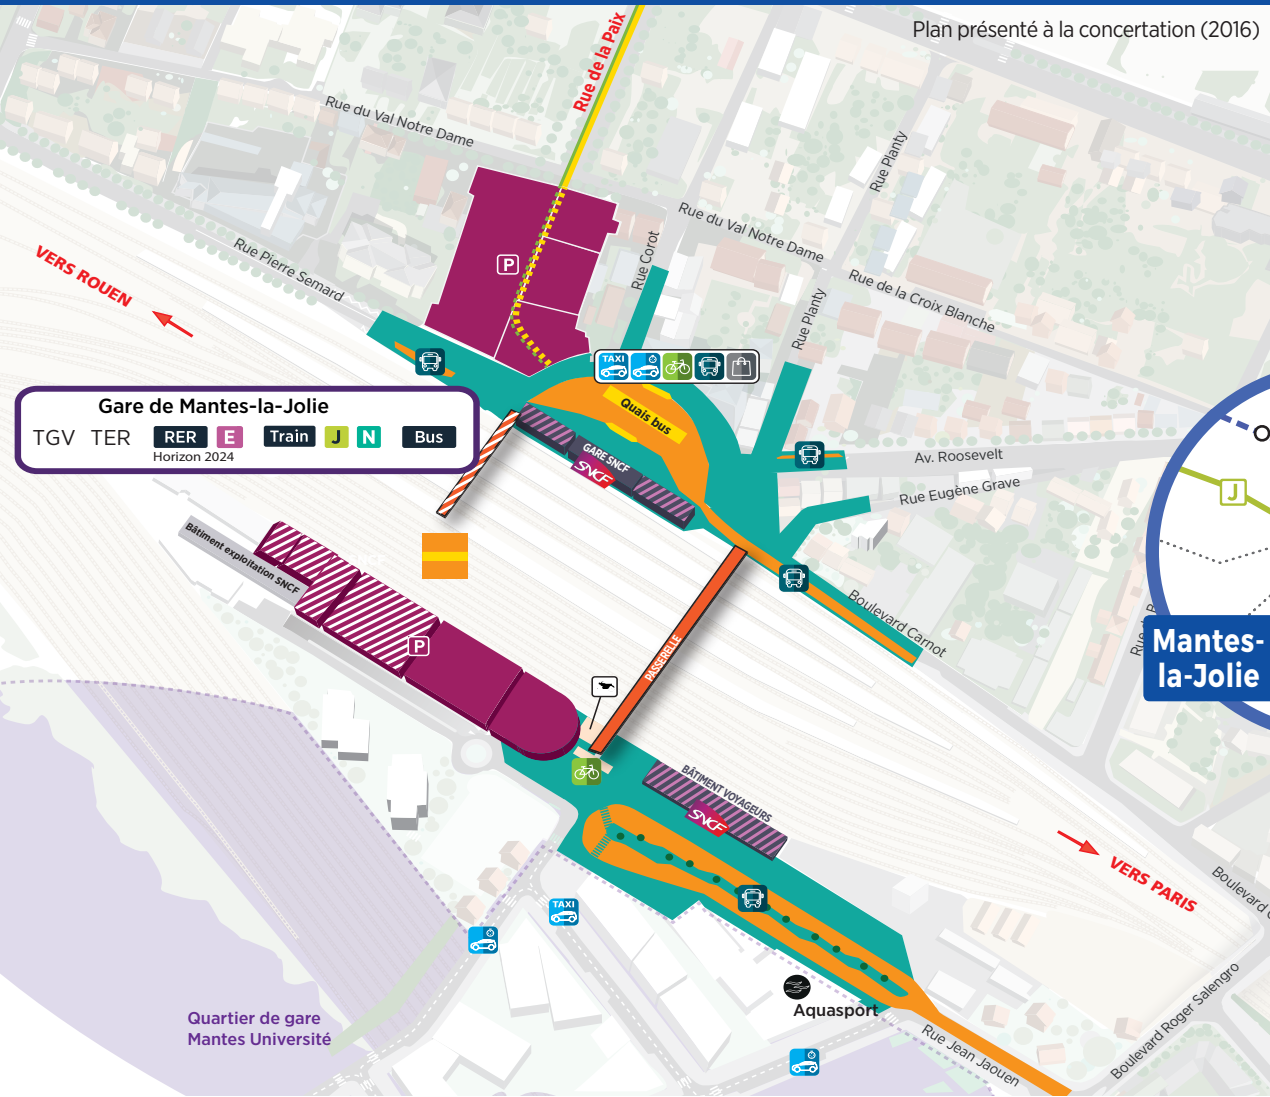 Plan présenté à la concertation (2016)
Rue de la Paix
Rue du Val Notre Dame
Rue Planty
Rue du Val Notre Dame
Rue Corot
Rue Pierre Semard
VERS ROUEN
P
Rue de la Croix Blanche
Rue Planty
TAXI
Quais bus
Gare de Mantes-la-Jolie
TGV TER RER E Train J N Bus
Horizon 2024
GARE SNCF
SNCF
Av. Roosevelt
Rue Eugène Grave
J
Bâtiment exploitation SNCF
Boulevard Carnot
P
PASSERELLE
Mantes-
la-Jolie
BÂTIMENT VOYAGEURS
SNCF
VERS PARIS
TAXI
Aquasport
Quartier de gare
Mantes Université
Rue Jean Jaouen
Boulevard Roger Salengro
Boulevard